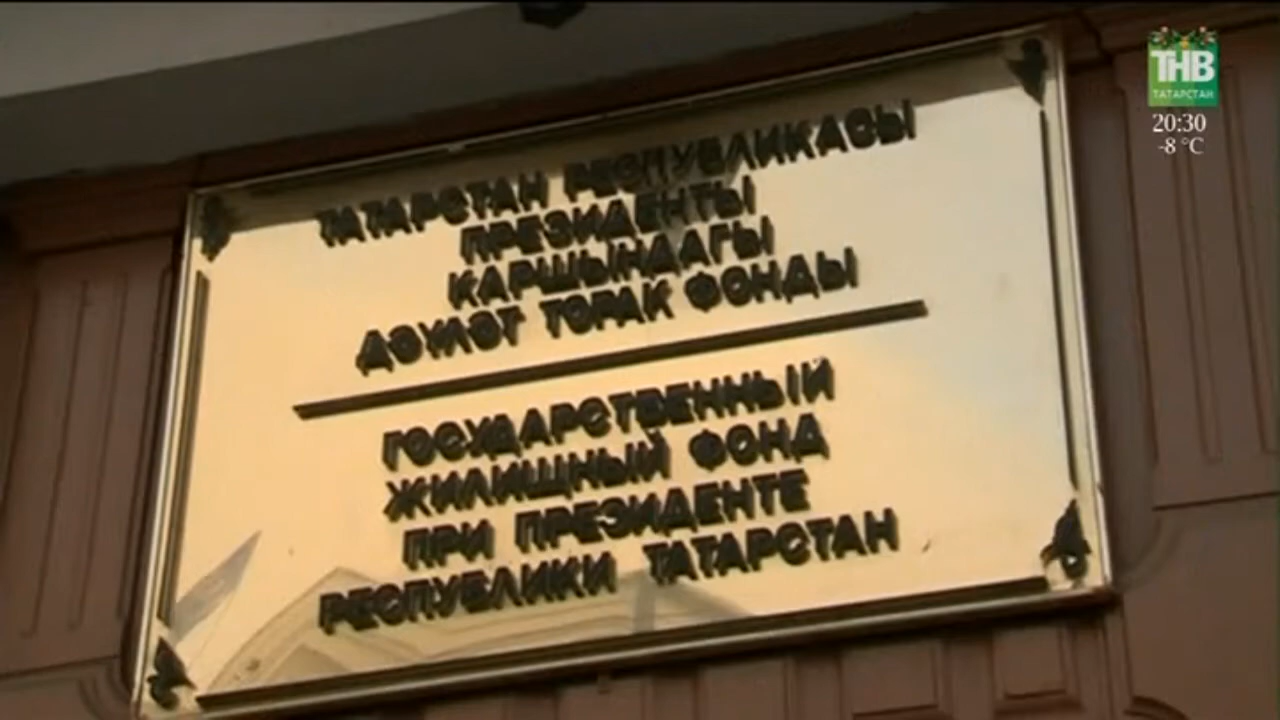 ТАТАРСТАН РЕСПУБЛИКАСЫ
ПРЕЗИДЕНТЫ
КАРШЫНДАГЫ
ДӘҮЛӘТ ТОРАК ФОНДЫ
ГОСУДАРСТВЕННЫЙ
ЖИЛИЩНЫЙ ФОНД
ПРИ ПРЕЗИДЕНТЕ
РЕСПУБЛИКИ ТАТАРСТАН
ТНВ
ТАТАРСТАН
20:30
-8 °C